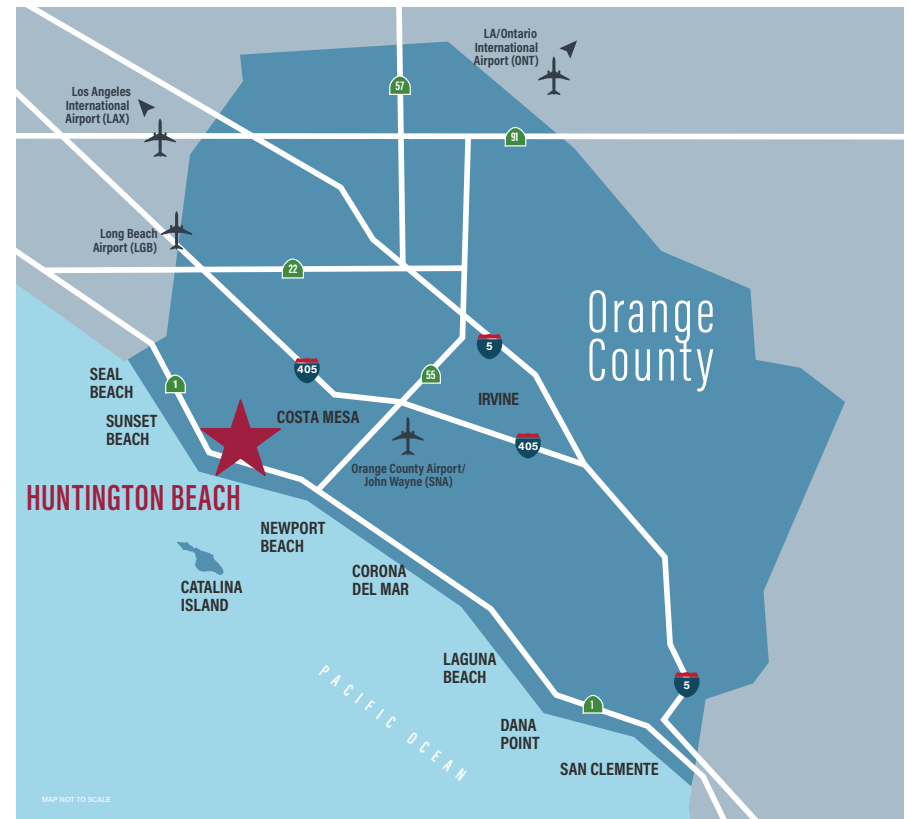 LA/Ontario
International
Airport (ONT)
57
Los Angeles
International
Airport (LAX)
91
Long Beach
Airport (LGB)
22
Orange
County
5
405
55
SEAL
BEACH
1
IRVINE
SUNSET
BEACH
COSTA MESA
405
Orange County Airport/
John Wayne (SNA)
HUNTINGTON BEACH
NEWPORT
BEACH
CATALINA
ISLAND
CORONA
DEL MAR
LAGUNA
BEACH
PACIFIC OCEAN
5
1
DANA
POINT
SAN CLEMENTE
MAP NOT TO SCALE